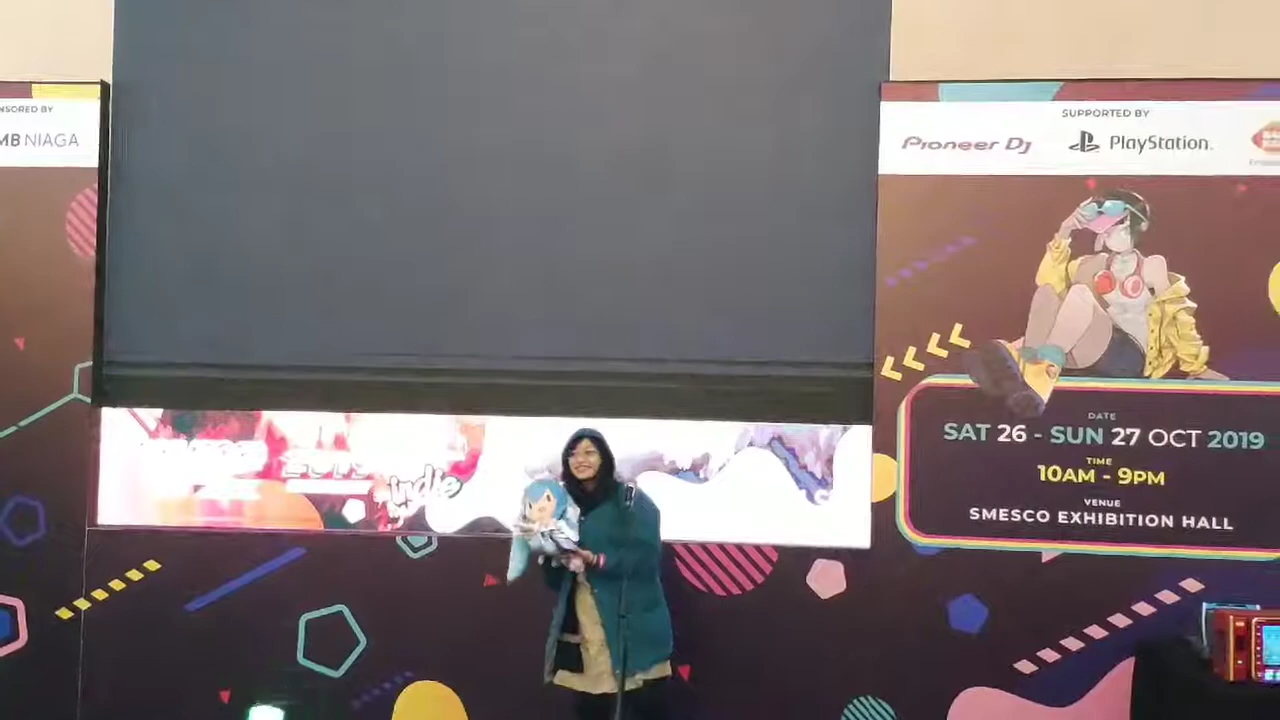 NSORED BY
MB NIAGA
SUPPORTED BY
Pioneer Dj
PlayStation.
indie
DATE
SAT 26 - SUN 27 OCT 2019
TIME
10AM - 9PM
VENUE
SMESCO EXHIBITION HALL